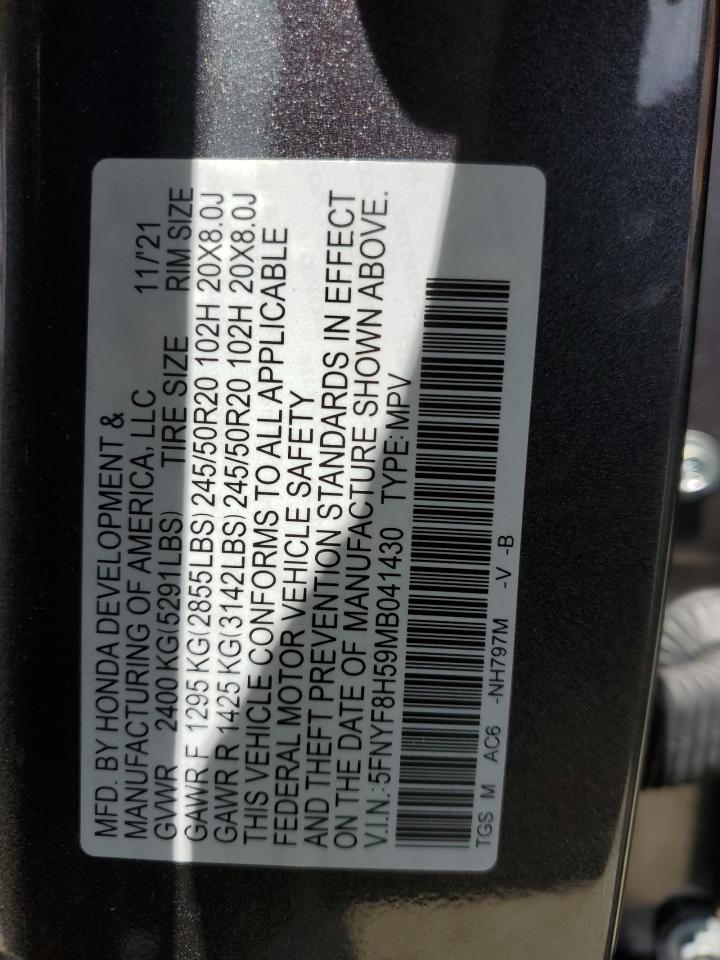 MFD. BY HONDA DEVELOPMENT &
MANUFACTURING OF AMERICA, LLC 11/'21
GVWR 2400 KG(5291LBS) TIRE SIZE RIM SIZE
GAWR F 1295 KG(2855LBS) 245/50R20 102H 20X8.0J
GAWR R 1425 KG(3142LBS) 245/50R20 102H 20X8.0J
THIS VEHICLE CONFORMS TO ALL APPLICABLE
FEDERAL MOTOR VEHICLE SAFETY
AND THEFT PREVENTION STANDARDS IN EFFECT
ON THE DATE OF MANUFACTURE SHOWN ABOVE.
V.I.N.:5FNYF8H59MB041430 TYPE:MPV
TGS M AC6 -NH797M -V -B